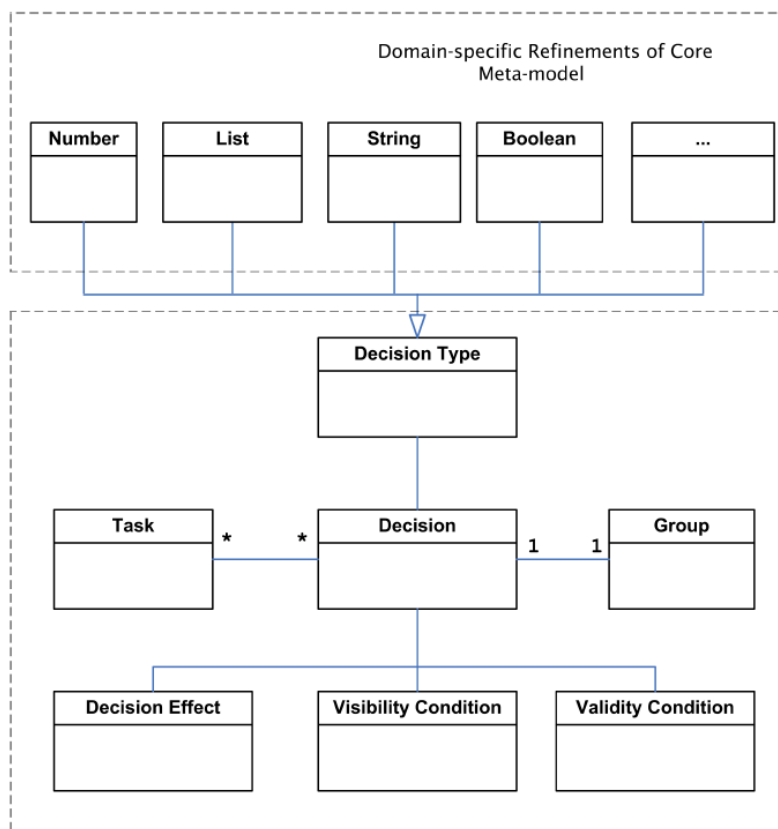 Domain-specific Refinements of Core
Meta-model
Number
List
String
Boolean
...
Decision Type
Task
*
*
Decision
1
1
Group
Decision Effect
Visibility Condition
Validity Condition